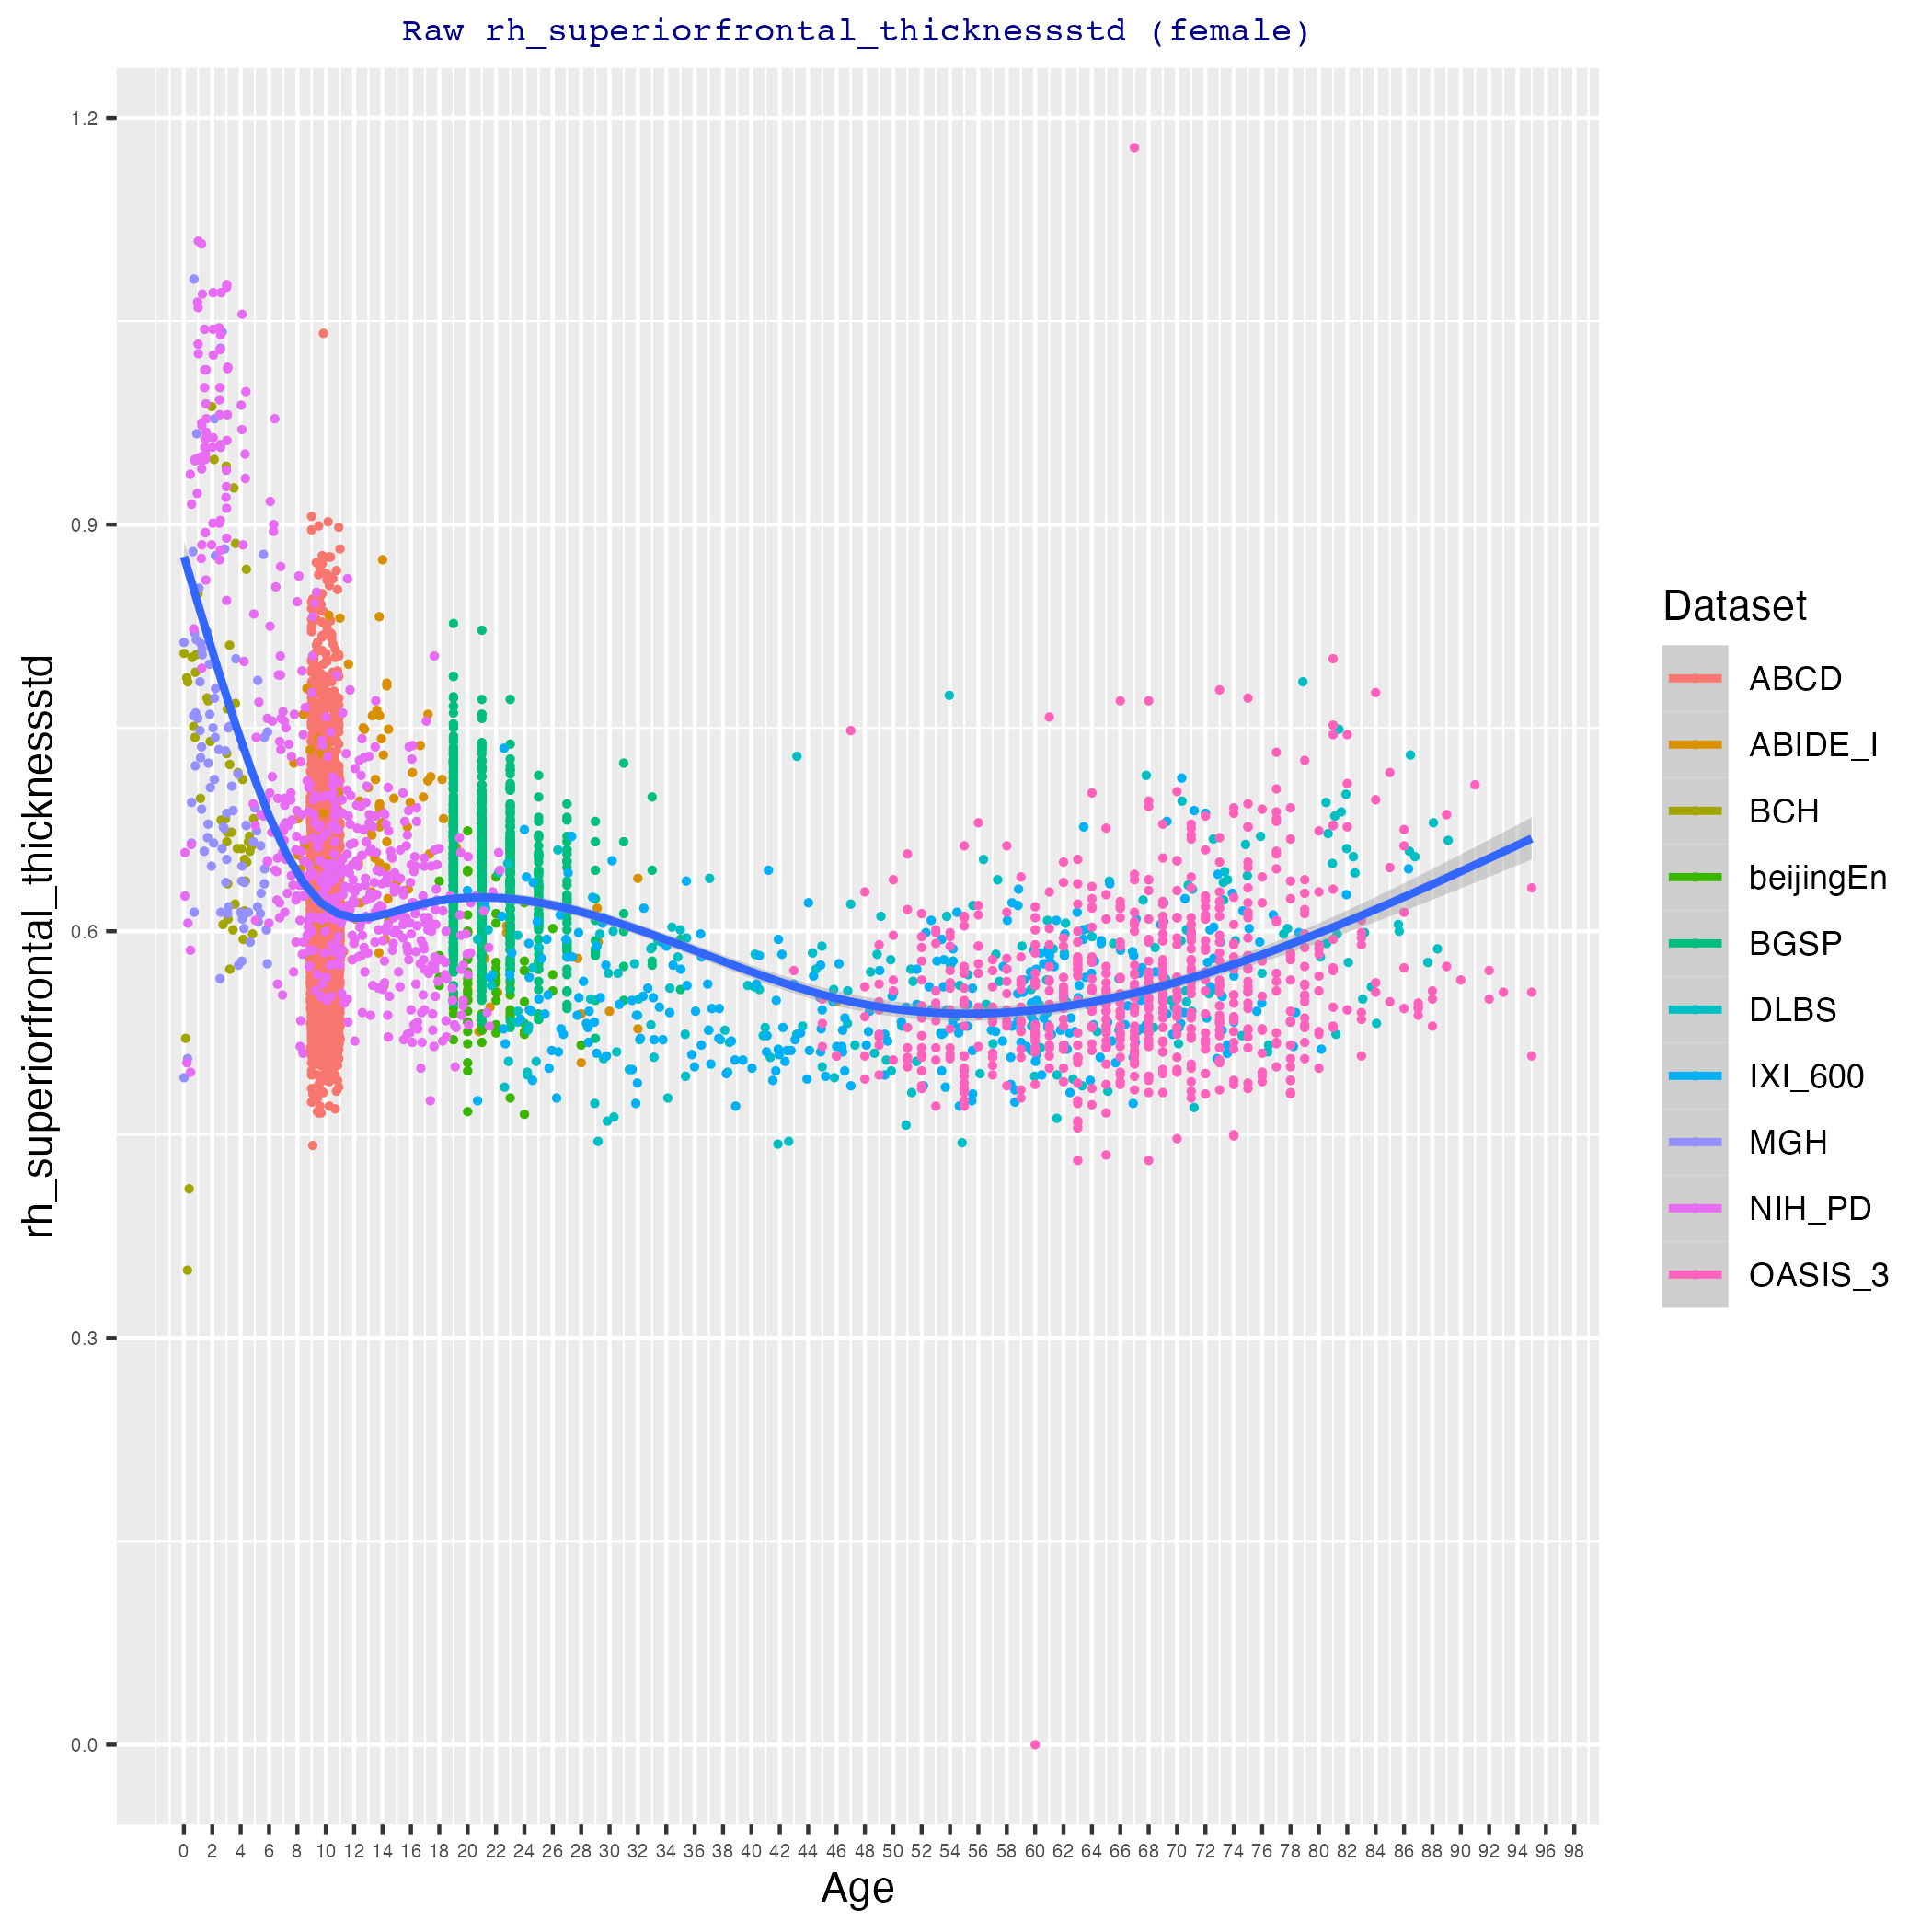 Raw rh_superiorfrontal_thicknessstd (female)
rh_superiorfrontal_thicknessstd
1.2
0.9
0.6
0.3
0.0
0 2 4 6 8 10 12 14 16 18 20 22 24 26 28 30 32 34 36 38 40 42 44 46 48 50 52 54 56 58 60 62 64 66 68 70 72 74 76 78 80 82 84 86 88 90 92 94 96 98
Age
Dataset
ABCD
ABIDE_I
BCH
beijingEn
BGSP
DLBS
IXI_600
MGH
NIH_PD
OASIS_3